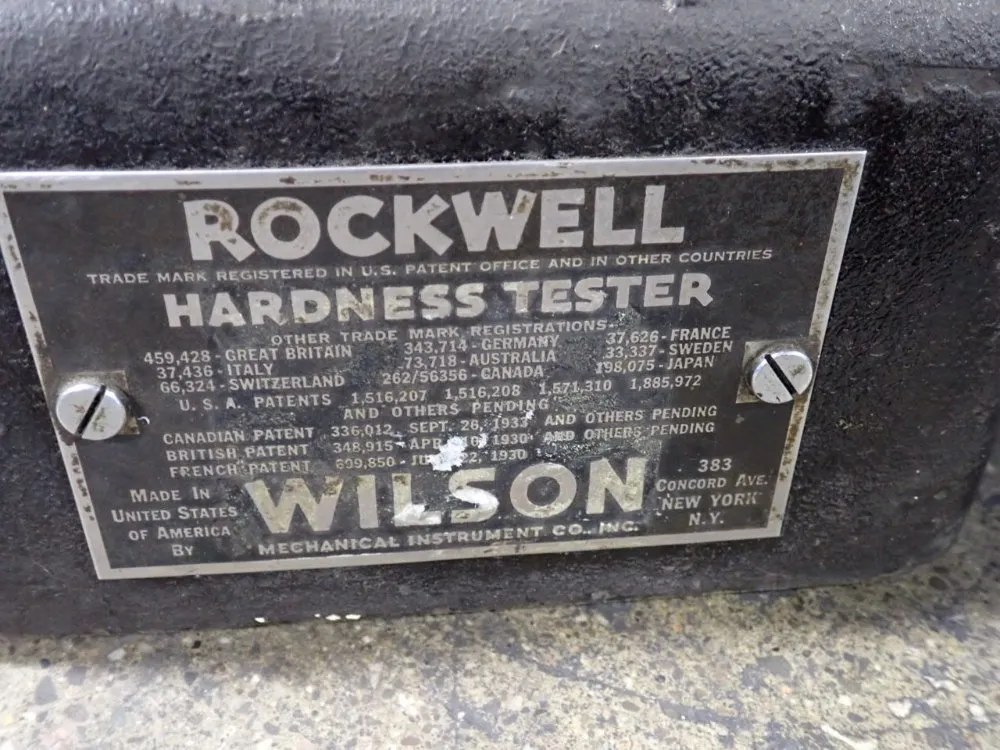 ROCKWELL
TRADE MARK REGISTERED IN U.S. PATENT OFFICE AND IN OTHER COUNTRIES
HARDNESS TESTER
OTHER TRADE MARK REGISTRATIONS-
459,428 - GREAT BRITAIN 343,714 - GERMANY 37,626 - FRANCE
37,436 - ITALY 73,718 - AUSTRALIA 33,337 - SWEDEN
66,324 - SWITZERLAND 262/56356 - CANADA 198,075 - JAPAN
U. S. A. PATENTS 1,516,207 1,516,208 1,571,310 1,885,972
AND OTHERS PENDING
CANADIAN PATENT 336,012 SEPT. 26, 1933 AND OTHERS PENDING
BRITISH PATENT 348,915 - 1930 AND OTHERS PENDING
FRENCH PATENT 1930
WILSON
MECHANICAL INSTRUMENT CO., INC.
MADE IN
UNITED STATES
OF AMERICA
BY
383
CONCORD AVE.
NEW YORK
N.Y.